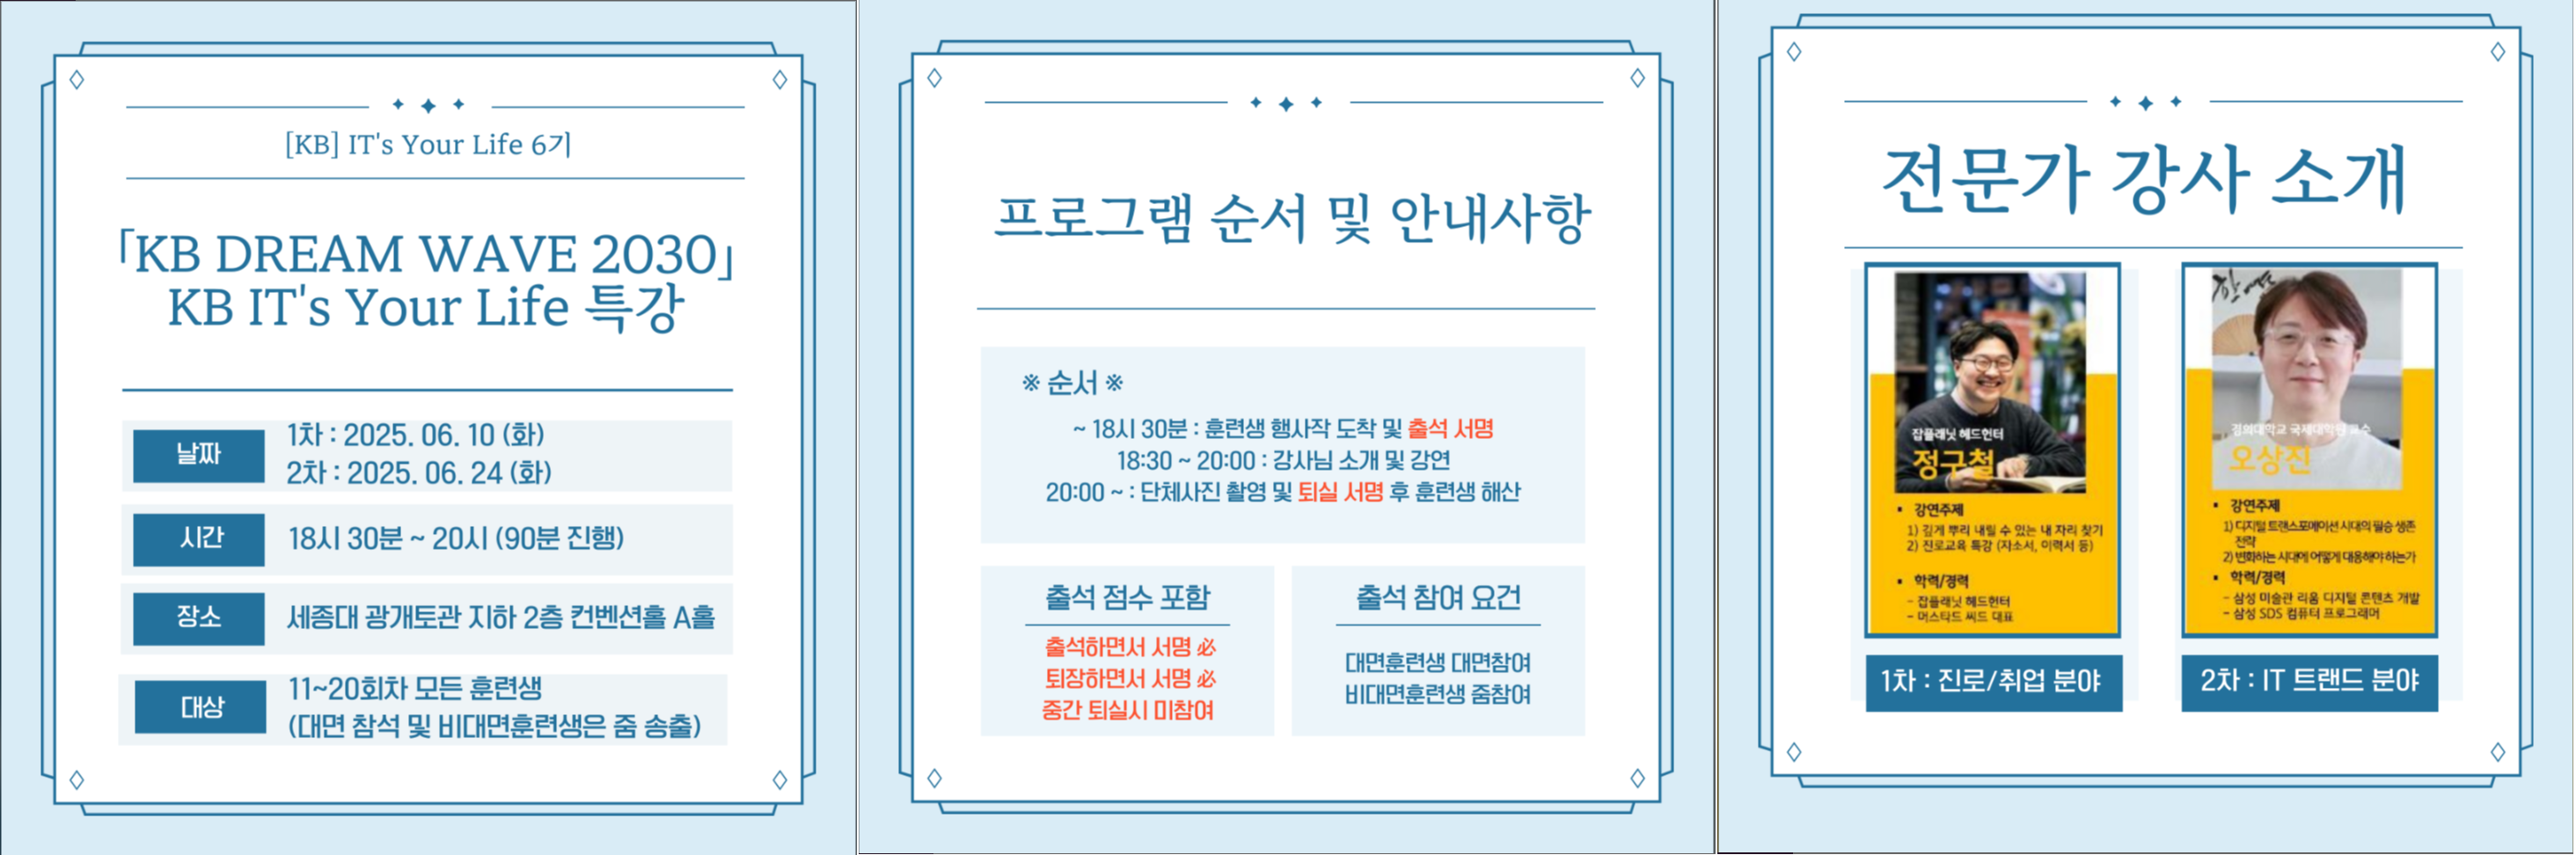 [KB] IT's Your Life 6기
「KB DREAM WAVE 2030」
KB IT's Your Life 특강
날짜
1차 : 2025. 06. 10 (화)
2차 : 2025. 06. 24 (화)
시간
18시 30분 ~ 20시 (90분 진행)
장소
세종대 광개토관 지하 2층 컨벤션홀 A홀
대상
11~20회차 모든 훈련생
(대면 참석 및 비대면훈련생은 줌 송출)
프로그램 순서 및 안내사항
※ 순서 ※
~ 18시 30분 : 훈련생 행사작 도착 및 출석 서명
18:30 ~ 20:00 : 강사님 소개 및 강연
20:00 ~ : 단체사진 촬영 및 퇴실 서명 후 훈련생 해산
출석 점수 포함
출석하면서 서명 必
퇴장하면서 서명 必
중간 퇴실시 미참여
출석 참여 요건
대면훈련생 대면참여
비대면훈련생 줌참여
전문가 강사 소개
잡플래닛 헤드헌터
정구철
▪ 강연주제
1) 깊게 뿌리 내릴 수 있는 내 자리 찾기
2) 진로교육 특강 (자소서, 이력서 등)
▪ 학력/경력
- 잡플래닛 헤드헌터
- 머스타드 씨드 대표
1차 : 진로/취업 분야
국제대학원 교수
오상진
▪ 강연주제
1) 디지털 트랜스포메이션 시대의 필승 생존
전략
2) 변화하는 시대에 어떻게 대응해야 하는가
▪ 학력/경력
- 삼성 미술관 리움 디지털 콘텐츠 개발
- 삼성 SDS 컴퓨터 프로그래머
2차 : IT 트랜드 분야